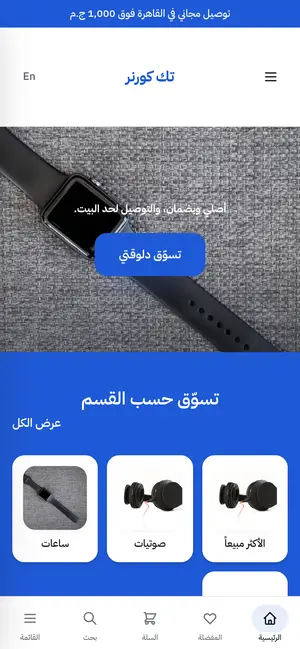 توصيل مجاني في القاهرة فوق 1,000 ج.م
تك كورنر
En
أصلي وبضمان، والتوصيل لحد البيت.
تسوّق دلوقتي
تسوّق حسب القسم
عرض الكل
الأكثر مبيعاً
صوتيات
ساعات
الرئيسية
المفضلة
السلة
بحث
القائمة